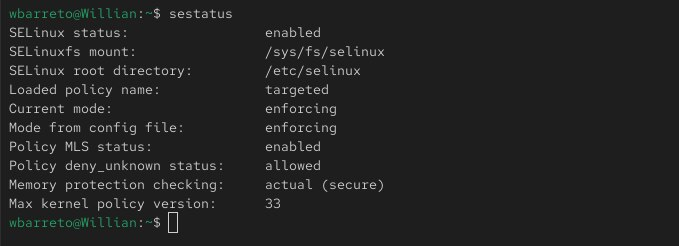 wbarreto@Willian:~$ sestatus
SELinux status:                 enabled
SELinuxfs mount:                /sys/fs/selinux
SELinux root directory:         /etc/selinux
Loaded policy name:             targeted
Current mode:                   enforcing
Mode from config file:          enforcing
Policy MLS status:              enabled
Policy deny_unknown status:     allowed
Memory protection checking:     actual (secure)
Max kernel policy version:      33
wbarreto@Willian:~$